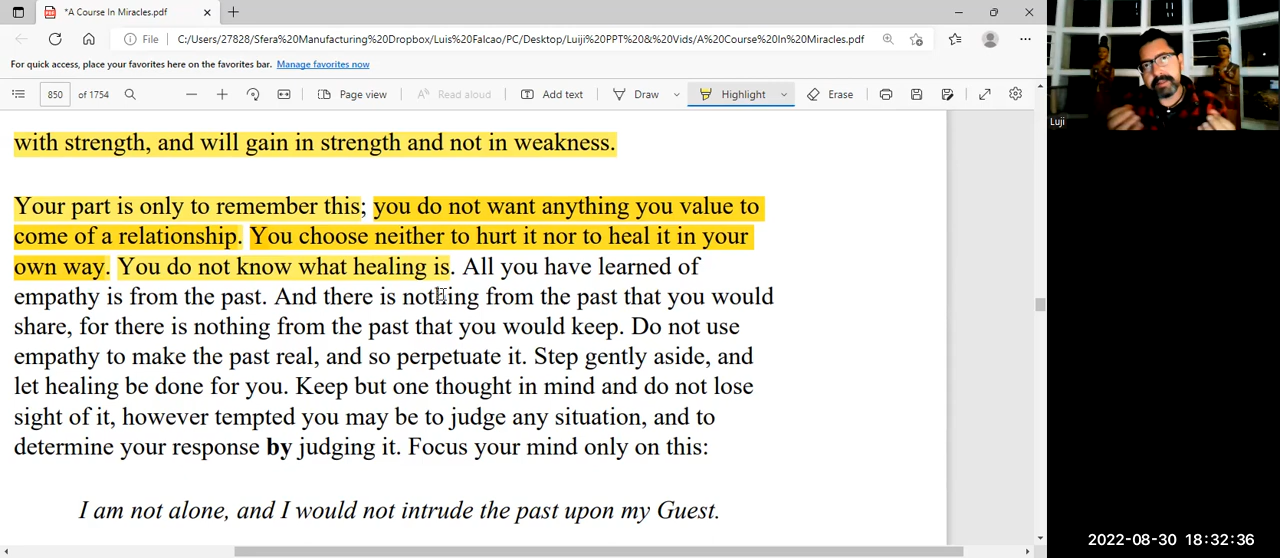 *A Course In Miracles.pdf
File C:/Users/27828/Sfera%20Manufacturing%20Dropbox/Luis%20Falcao/PC/Desktop/Luiji%20PPT%20&%20Vids/A%20Course%20In%20Miracles.pdf
For quick access, place your favorites here on the favorites bar. Manage favorites now
850 of 1754 Page view Read aloud Add text Draw Highlight Erase
Luji
with strength, and will gain in strength and not in weakness.
Your part is only to remember this; you do not want anything you value to
come of a relationship. You choose neither to hurt it nor to heal it in your
own way. You do not know what healing is. All you have learned of
empathy is from the past. And there is nothing from the past that you would
share, for there is nothing from the past that you would keep. Do not use
empathy to make the past real, and so perpetuate it. Step gently aside, and
let healing be done for you. Keep but one thought in mind and do not lose
sight of it, however tempted you may be to judge any situation, and to
determine your response by judging it. Focus your mind only on this:
I am not alone, and I would not intrude the past upon my Guest.
2022-08-30 18:32:36